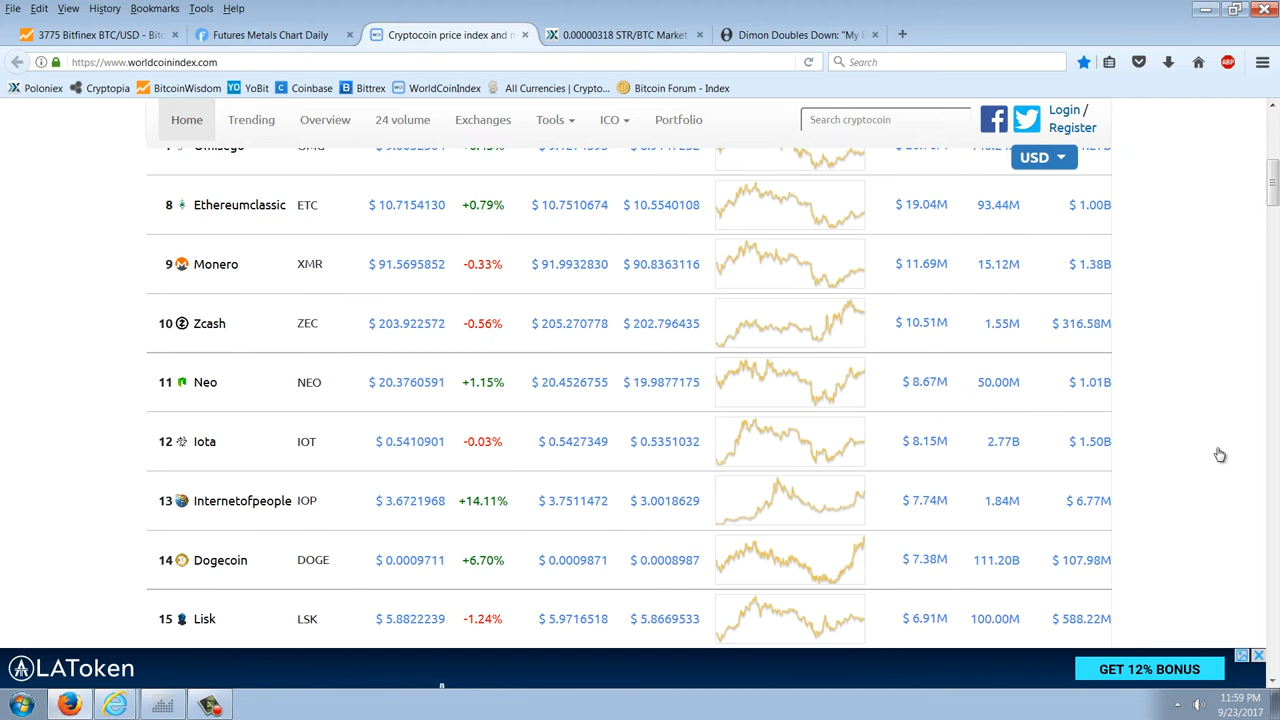 File Edit View History Bookmarks Tools Help
3775 Bitfinex BTC/USD - Bitc
Futures Metals Chart Daily
Cryptocoin price index and m
0.00000318 STR/BTC Market
Dimon Doubles Down: "My
https://www.worldcoinindex.com
Search
Poloniex Cryptopia BitcoinWisdom YoBit Coinbase Bittrex WorldCoinIndex All Currencies | Crypto... Bitcoin Forum - Index
Home Trending Overview 24 volume Exchanges Tools ICO Portfolio Search cryptocoin Login / Register
USD
8 Ethereumclassic ETC $ 10.7154130 +0.79% $ 10.7510674 $ 10.5540108 $ 19.04M 93.44M $ 1.00B
9 Monero XMR $ 91.5695852 -0.33% $ 91.9932830 $ 90.8363116 $ 11.69M 15.12M $ 1.38B
10 Zcash ZEC $ 203.922572 -0.56% $ 205.270778 $ 202.796435 $ 10.51M 1.55M $ 316.58M
11 Neo NEO $ 20.3760591 +1.15% $ 20.4526755 $ 19.9877175 $ 8.67M 50.00M $ 1.01B
12 Iota IOT $ 0.5410901 -0.03% $ 0.5427349 $ 0.5351032 $ 8.15M 2.77B $ 1.50B
13 Internetofpeople IOP $ 3.6721968 +14.11% $ 3.7511472 $ 3.0018629 $ 7.74M 1.84M $ 6.77M
14 Dogecoin DOGE $ 0.0009711 +6.70% $ 0.0009871 $ 0.0008987 $ 7.38M 111.20B $ 107.98M
15 Lisk LSK $ 5.8822239 -1.24% $ 5.9716518 $ 5.8669533 $ 6.91M 100.00M $ 588.22M
LAToken
GET 12% BONUS
11:59 PM
9/23/2017